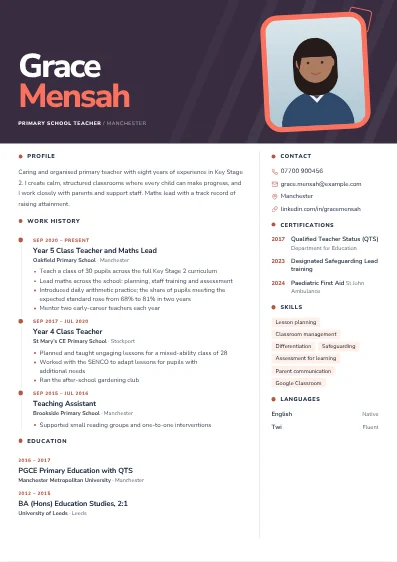 Grace
Mensah
PRIMARY SCHOOL TEACHER / MANCHESTER
PROFILE
Caring and organised primary teacher with eight years of experience in Key Stage
2. I create calm, structured classrooms where every child can make progress, and
I work closely with parents and support staff. Maths lead with a track record of
raising attainment.
WORK HISTORY
SEP 2020 – PRESENT
Year 5 Class Teacher and Maths Lead
Oakfield Primary School · Manchester
• Teach a class of 30 pupils across the full Key Stage 2 curriculum
• Lead maths across the school: planning, staff training and assessment
• Introduced daily arithmetic practice; the share of pupils meeting the
expected standard rose from 68% to 81% in two years
• Mentor two early-career teachers each year
SEP 2017 – JUL 2020
Year 4 Class Teacher
St Mary's CE Primary School · Stockport
• Planned and taught engaging lessons for a mixed-ability class of 28
• Worked with the SENCO to adapt lessons for pupils with
additional needs
• Ran the after-school gardening club
SEP 2015 – JUL 2016
Teaching Assistant
Brookside Primary School · Manchester
• Supported small reading groups and one-to-one interventions
EDUCATION
2016 – 2017
PGCE Primary Education with QTS
Manchester Metropolitan University · Manchester
2012 – 2015
BA (Hons) Education Studies, 2:1
University of Leeds · Leeds
CONTACT
07700 900456
grace.mensah@example.com
Manchester
linkedin.com/in/gracemensah
CERTIFICATIONS
2017 Qualified Teacher Status (QTS)
Department for Education
2023 Designated Safeguarding Lead
training
2024 Paediatric First Aid St John
Ambulance
SKILLS
Lesson planning
Classroom management
Differentiation Safeguarding
Assessment for learning
Parent communication
Google Classroom
LANGUAGES
English Native
Twi Fluent